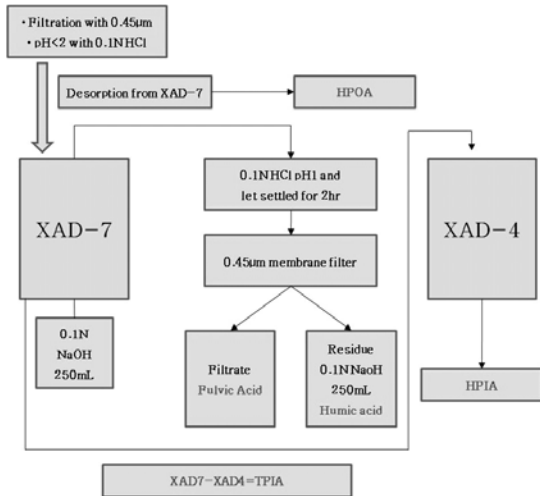 • Filtration with 0.45μm
• pH<2 with 0.1NHCl
Desorption from XAD-7
HPOA
0.1NHCl pH1 and
let settled for 2hr
XAD-7
XAD-4
0.45μm membrane filter
0.1N
NaOH
250mL
Filtrate
Pulvic Acid
Residue
0.1NNaoH
250mL
Humic acid
HPIA
XAD7-XAD4=TPIA